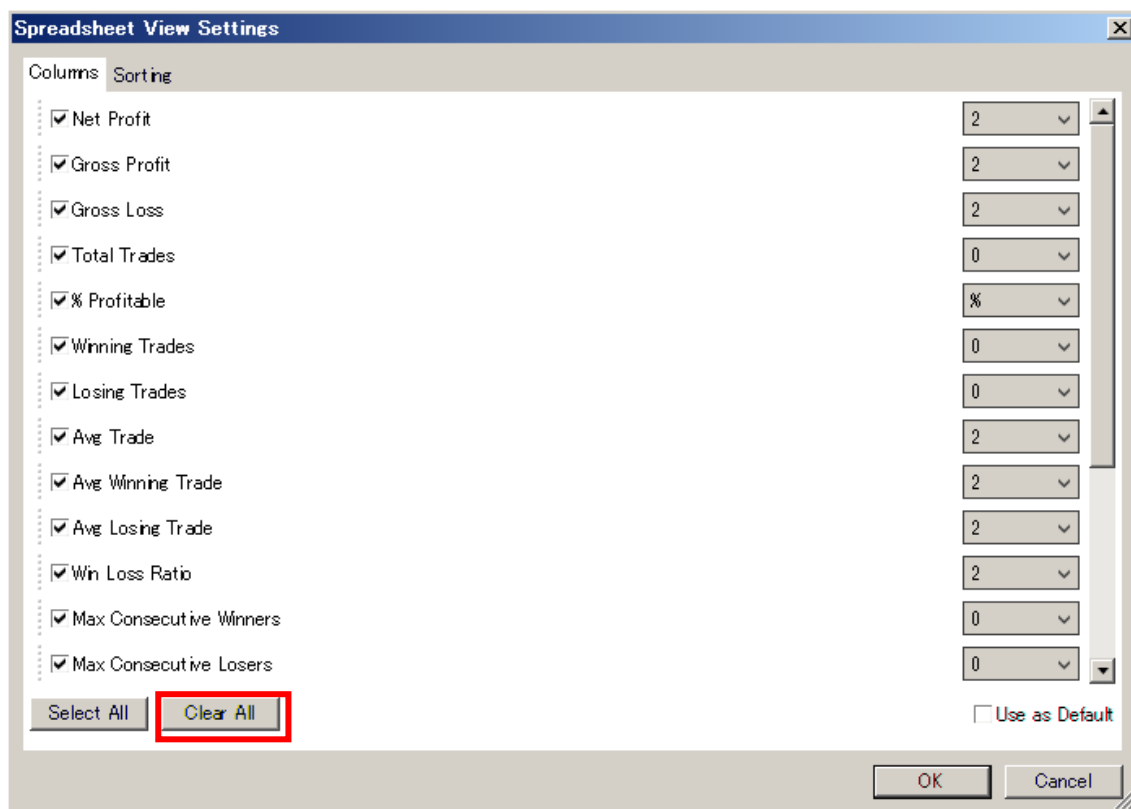 Spreadsheet View Settings
Columns Sorting
Net Profit 2
Gross Profit 2
Gross Loss 2
Total Trades 0
% Profitable %
Winning Trades 0
Losing Trades 0
Avg Trade 2
Avg Winning Trade 2
Avg Losing Trade 2
Win Loss Ratio 2
Max Consecutive Winners 0
Max Consecutive Losers 0
Select All Clear All Use as Default
OK Cancel